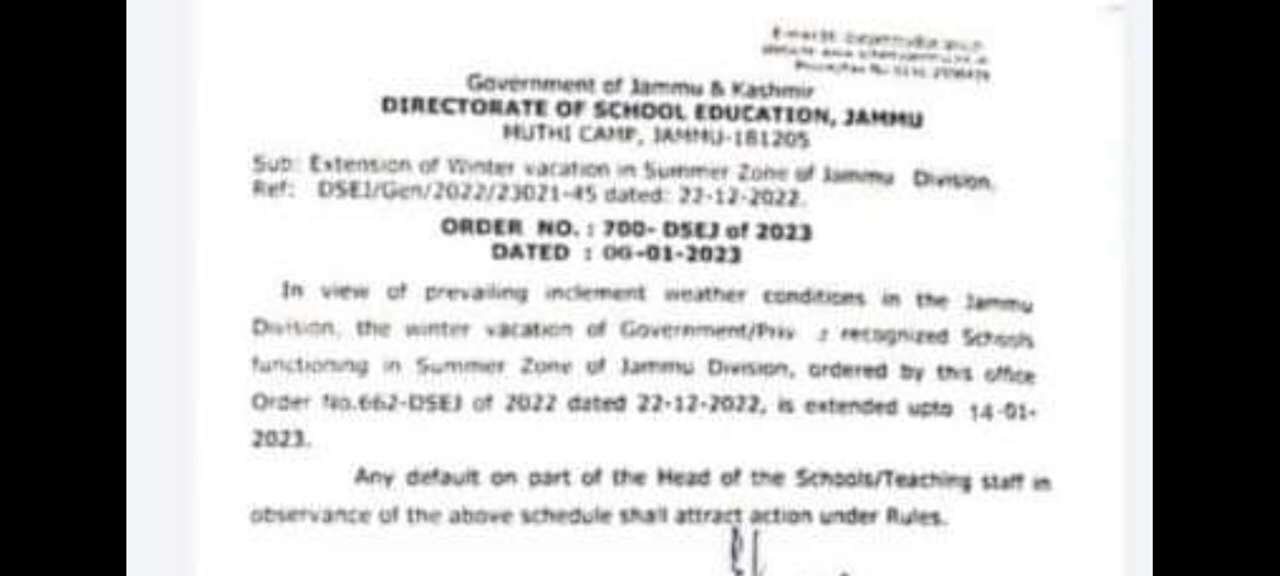 Government of Jammu & Kashmir
DIRECTORATE OF SCHOOL EDUCATION, JAMMU
MUTHI CAMP, JAMMU-181205
Sub: Extension of Winter vacation in Summer Zone of Jammu Division.
Ref: DSEJ/Gen/2022/23021-45 dated: 22-12-2022.
ORDER NO. : 700- DSEJ of 2023
DATED : 06-01-2023
In view of prevailing inclement weather conditions in the Jammu
Division, the winter vacation of Government/Priv recognized Schools
functioning in Summer Zone of Jammu Division, ordered by this office
Order No.662-DSEJ of 2022 dated 22-12-2022, is extended upto 14-01-
2023.
Any default on part of the Head of the Schools/Teaching staff in
observance of the above schedule shall attract action under Rules.